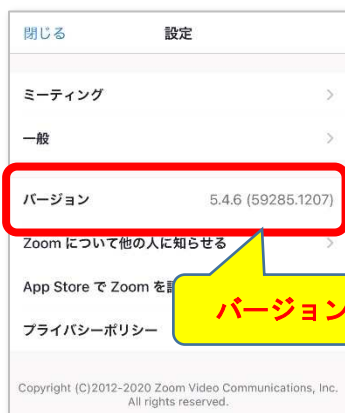 閉じる 設定
ミーティング
一般
バージョン 5.4.6 (59285.1207)
Zoom について他の人に知らせる
App Store で Zoom を
バージョン
プライバシーポリシー
Copyright (C)2012-2020 Zoom Video Communications, Inc.
All rights reserved.